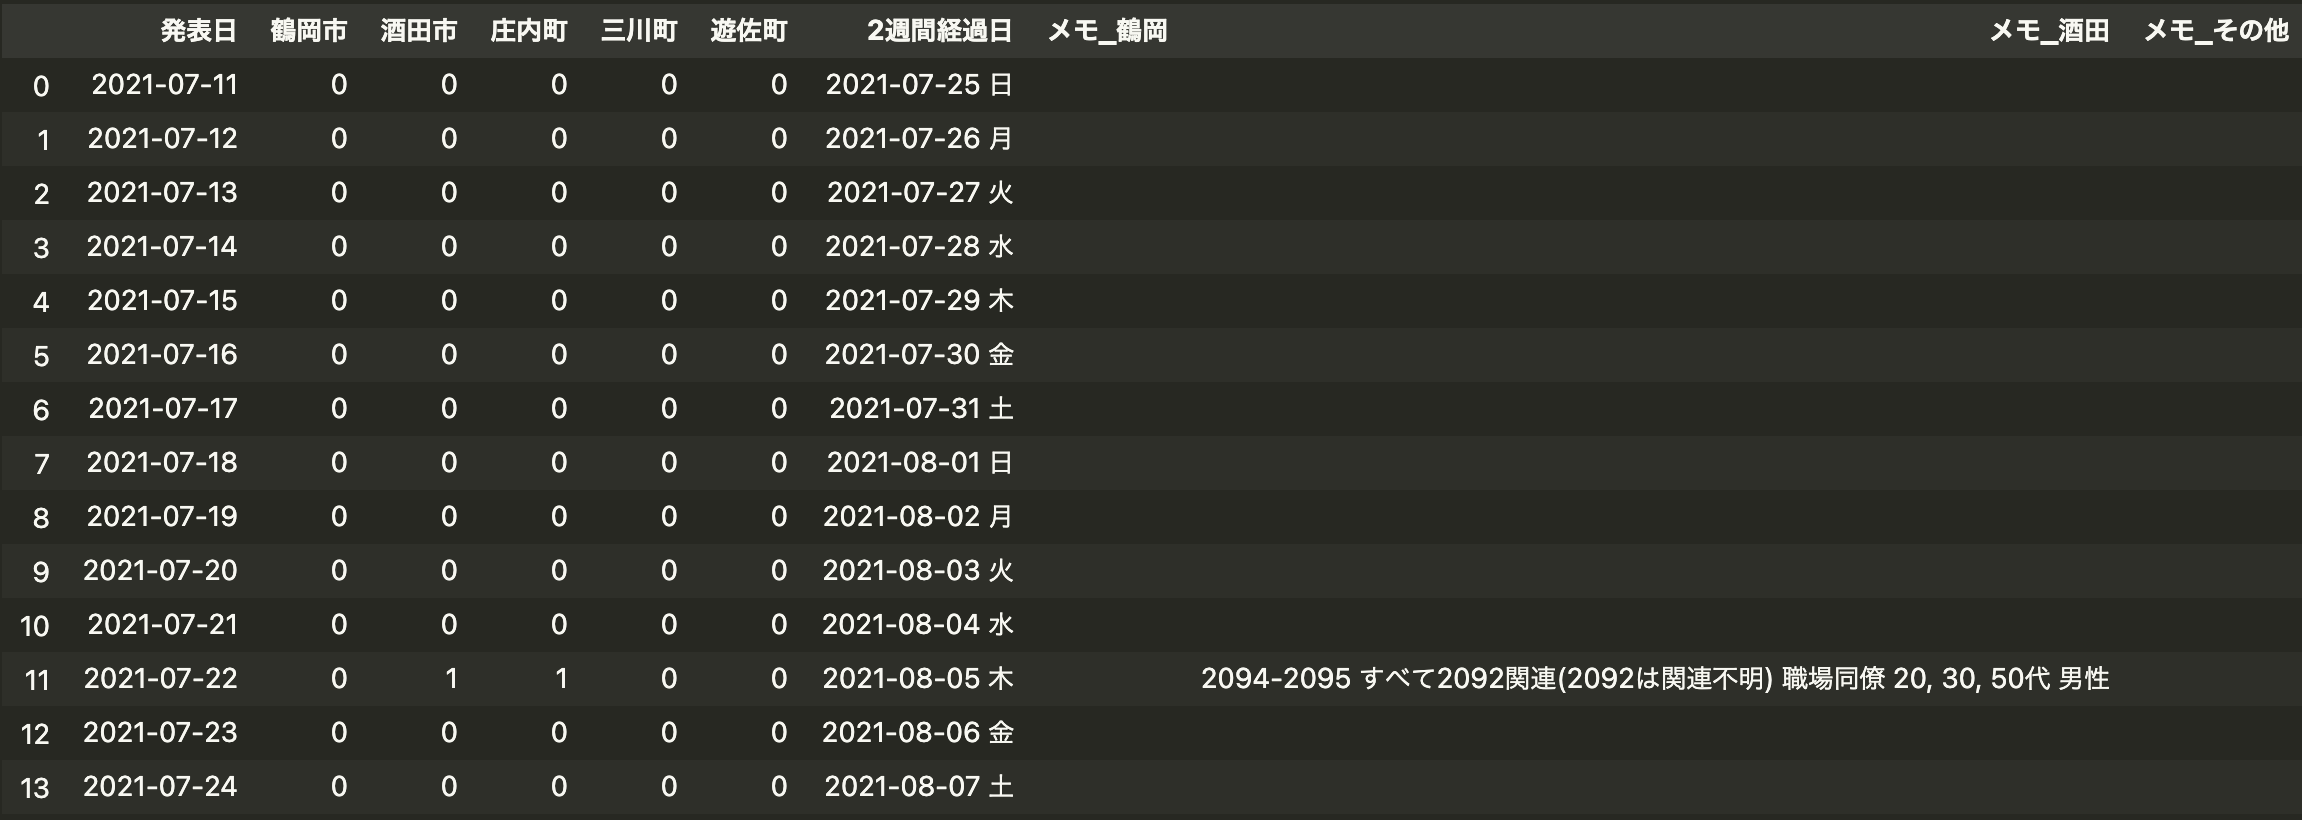 発表日 鶴岡市 酒田市 庄内町 三川町 遊佐町 2週間経過日 メモ_鶴岡 メモ_酒田 メモ_その他
0 2021-07-11 0 0 0 0 0 2021-07-25 日
1 2021-07-12 0 0 0 0 0 2021-07-26 月
2 2021-07-13 0 0 0 0 0 2021-07-27 火
3 2021-07-14 0 0 0 0 0 2021-07-28 水
4 2021-07-15 0 0 0 0 0 2021-07-29 木
5 2021-07-16 0 0 0 0 0 2021-07-30 金
6 2021-07-17 0 0 0 0 0 2021-07-31 土
7 2021-07-18 0 0 0 0 0 2021-08-01 日
8 2021-07-19 0 0 0 0 0 2021-08-02 月
9 2021-07-20 0 0 0 0 0 2021-08-03 火
10 2021-07-21 0 0 0 0 0 2021-08-04 水
11 2021-07-22 0 1 1 0 0 2021-08-05 木 2094-2095 すべて2092関連(2092は関連不明) 職場同僚 20, 30, 50代 男性
12 2021-07-23 0 0 0 0 0 2021-08-06 金
13 2021-07-24 0 0 0 0 0 2021-08-07 土